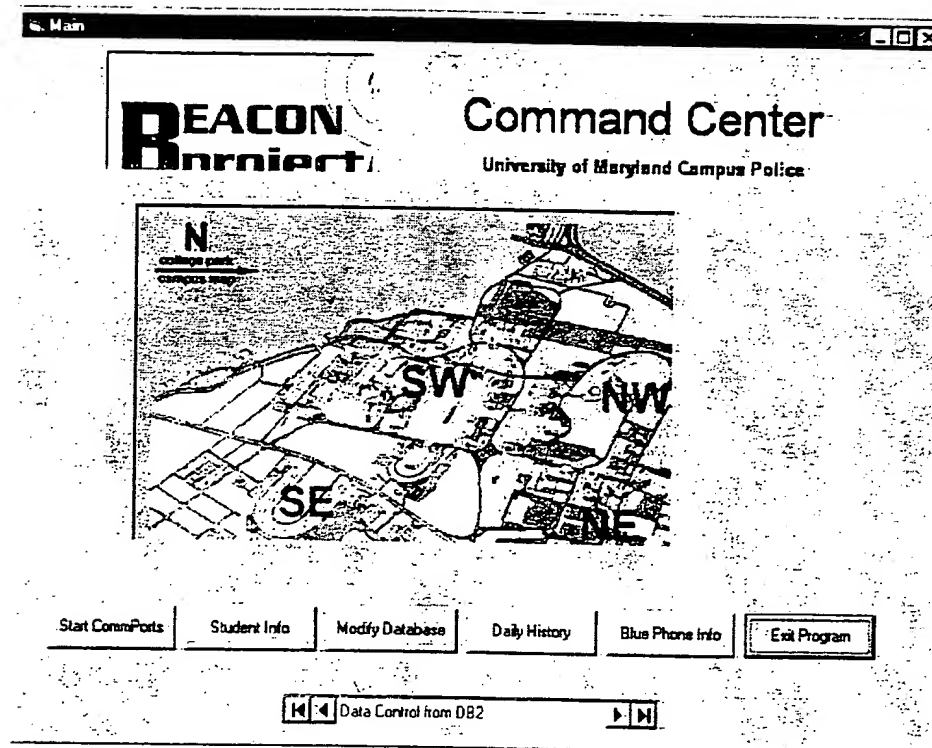 Main
BEACON
Command Center
University of Maryland Campus Police
N
college park
campus map
SW
NW
SE
NE
Start CommPorts
Student Info
Modify Database
Daily History
Blue Phone Info
Exit Program
Data Control from DB2